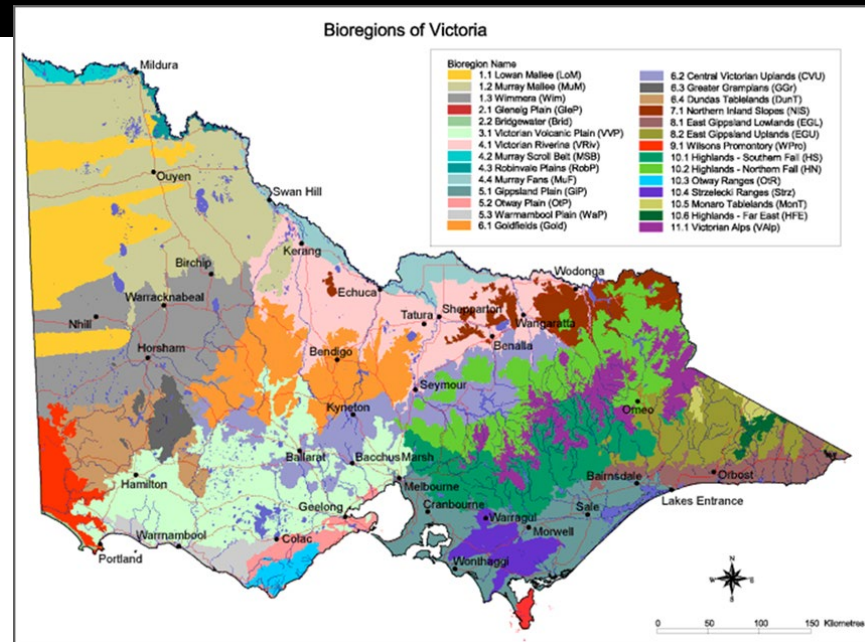 Bioregions of Victoria
Bioregion Name
1.1 Lowan Mallee (LoM)
1.2 Murray Mallee (MuM)
1.3 Wimmera (Wim)
2.1 Glenelg Plain (GleP)
2.2 Bridgewater (Brid)
3.1 Victorian Volcanic Plain (VVP)
4.1 Victorian Riverina (VRiv)
4.2 Murray Scroll Belt (MSB)
4.3 Robinvale Plains (RobP)
4.4 Murray Fans (MuF)
5.1 Gippsland Plain (GiP)
5.2 Otway Plain (OtP)
5.3 Warrnambool Plain (WaP)
6.1 Goldfields (Gold)
6.2 Central Victorian Uplands (CVU)
6.3 Greater Grampians (GGr)
6.4 Dundas Tablelands (DunT)
7.1 Northern Inland Slopes (NIS)
8.1 East Gippsland Lowlands (EGL)
8.2 East Gippsland Uplands (EGU)
9.1 Wilsons Promontory (WPro)
10.1 Highlands - Southern Fall (HS)
10.2 Highlands - Northern Fall (HN)
10.3 Otway Ranges (OtR)
10.4 Strzelecki Ranges (Strz)
10.5 Monaro Tablelands (MonT)
10.6 Highlands - Far East (HFE)
11.1 Victorian Alps (VAlp)
Mildura
Ouyen
Swan Hill
Kerang
Birchip
Wodonga
Echuca
Warracknabeal
Shepparton
Tatura
Wangaratta
Nhill
Benalla
Horsham
Bendigo
Seymour
Omeo
Kyneton
Ballarat
Bacchus Marsh
Hamilton
Melbourne
Bairnsdale
Orbost
Lakes Entrance
Geelong
Cranbourne
Sale
Warragul
Morwell
Warrnambool
Colac
Portland
Wonthaggi
N
W
E
S
0 50 100 150 Kilometres